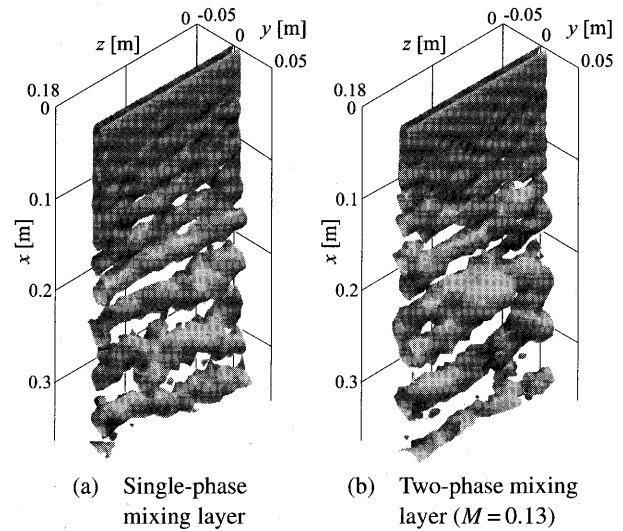 -0.05
0
y [m]
z [m]
0
0.05
0.18
0
0.1
x [m]
0.2
0.3
(a) Single-phase
mixing layer
-0.05
0
y [m]
z [m]
0
0.05
0.18
0
0.1
x [m]
0.2
0.3
(b) Two-phase mixing
layer (M = 0.13)